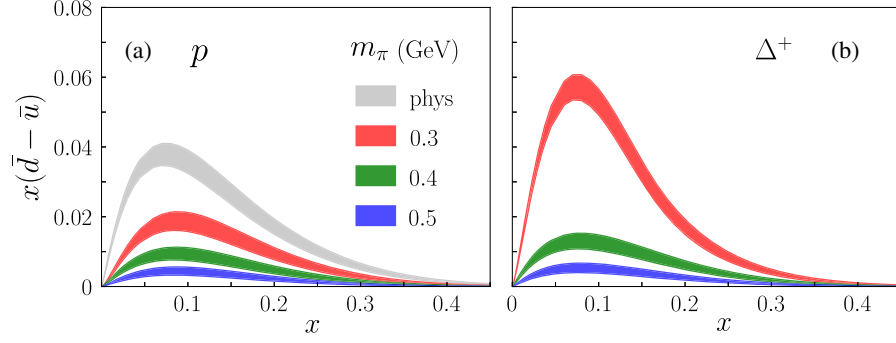 0.08
0.06
0.04
0.02
0
x(d̄ − ū)
(a) p
m_π (GeV)
phys
0.3
0.4
0.5
0.1 0.2 0.3 0.4
x
Δ⁺ (b)
0 0.1 0.2 0.3 0.4
x